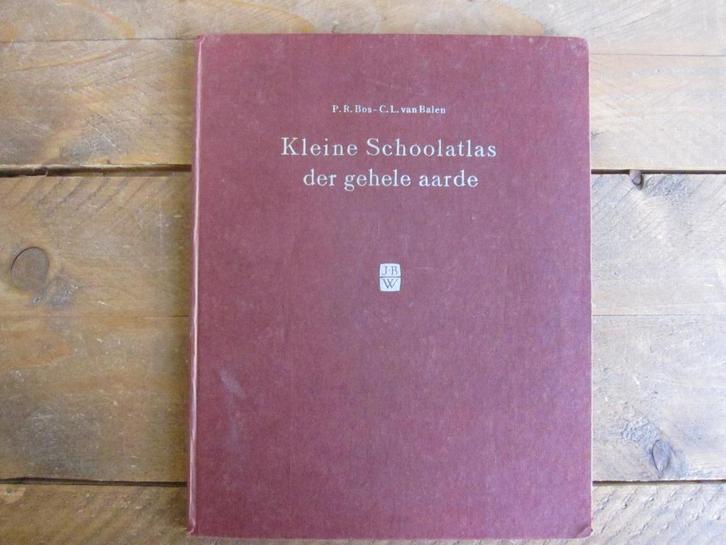 P. R. Bos - C. L. van Balen
Kleine Schoolatlas
der gehele aarde
J·B
W